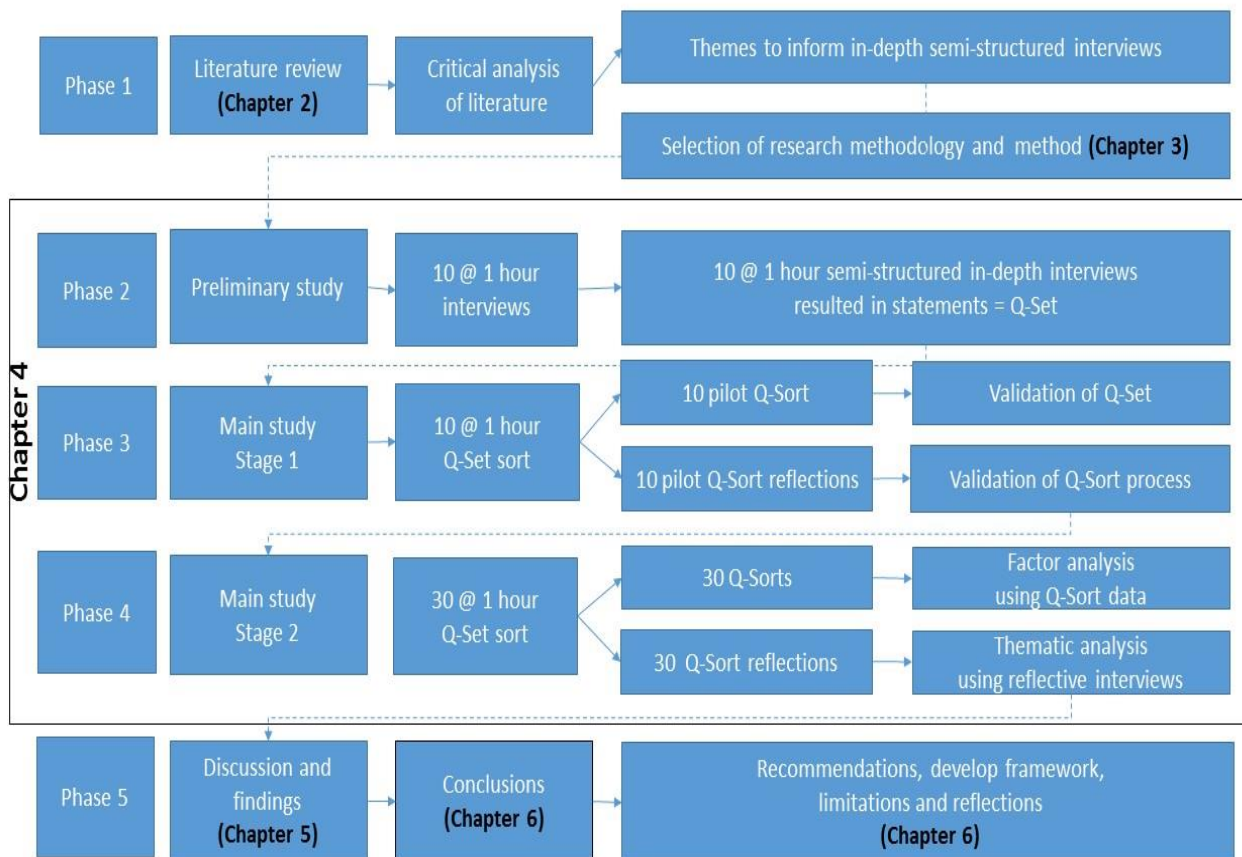 Phase 1
Literature review
(Chapter 2)
Critical analysis
of literature
Themes to inform in-depth semi-structured interviews
Selection of research methodology and method (Chapter 3)
Chapter 4
Phase 2
Preliminary study
10 @ 1 hour
interviews
10 @ 1 hour semi-structured in-depth interviews
resulted in statements = Q-Set
Phase 3
Main study
Stage 1
10 @ 1 hour
Q-Set sort
10 pilot Q-Sort
Validation of Q-Set
10 pilot Q-Sort reflections
Validation of Q-Sort process
Phase 4
Main study
Stage 2
30 @ 1 hour
Q-Set sort
30 Q-Sorts
Factor analysis
using Q-Sort data
30 Q-Sort reflections
Thematic analysis
using reflective interviews
Phase 5
Discussion and
findings
(Chapter 5)
Conclusions
(Chapter 6)
Recommendations, develop framework,
limitations and reflections
(Chapter 6)